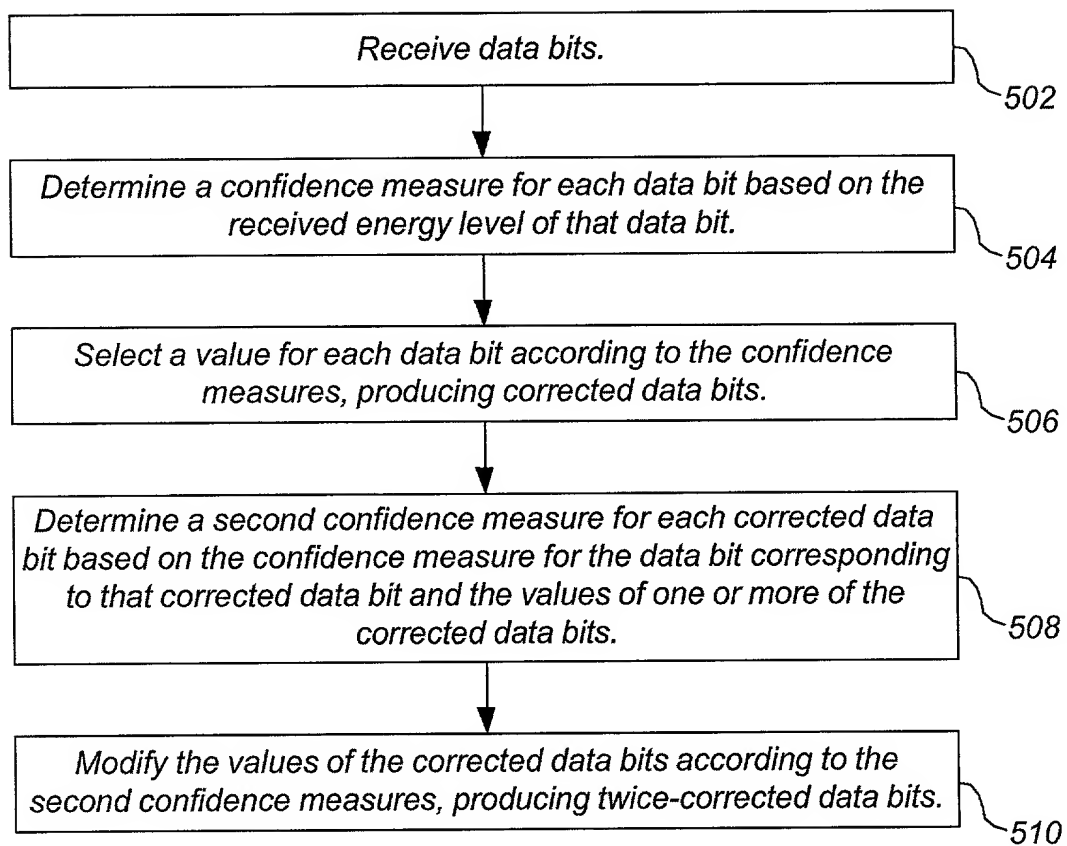 Receive data bits.
502
Determine a confidence measure for each data bit based on the
received energy level of that data bit.
504
Select a value for each data bit according to the confidence
measures, producing corrected data bits.
506
Determine a second confidence measure for each corrected data
bit based on the confidence measure for the data bit corresponding
to that corrected data bit and the values of one or more of the
corrected data bits.
508
Modify the values of the corrected data bits according to the
second confidence measures, producing twice-corrected data bits.
510